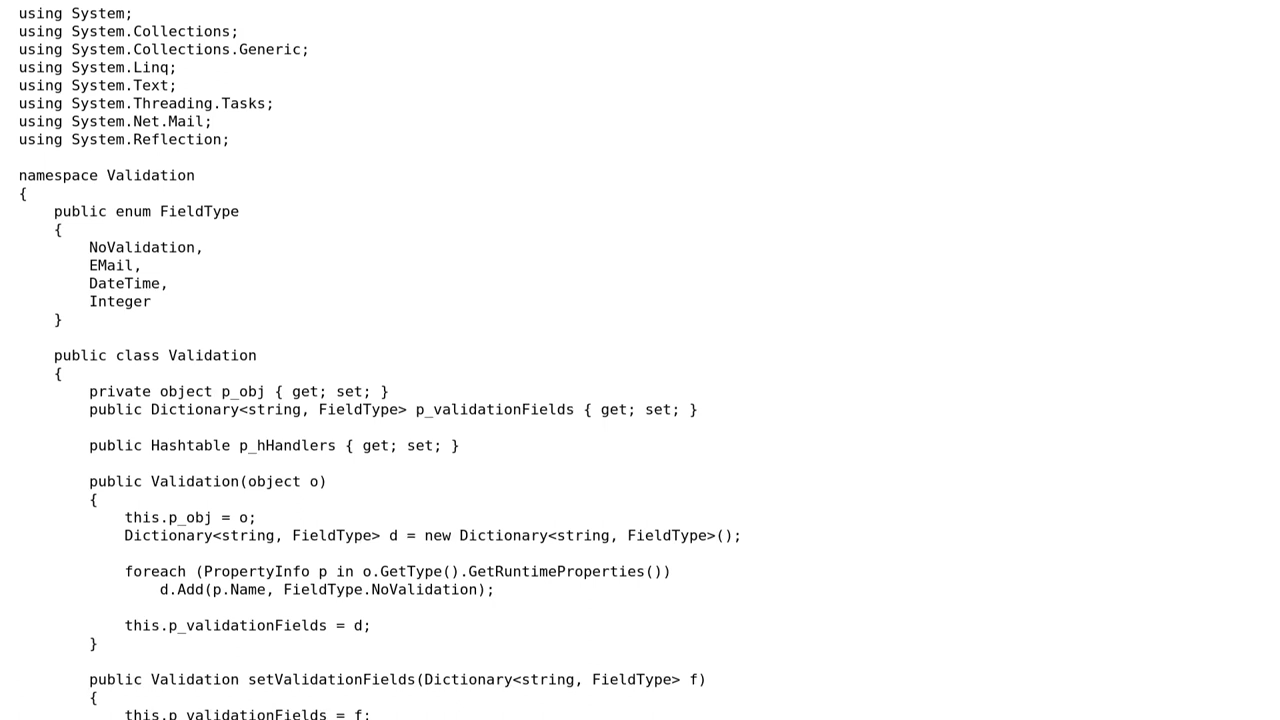 using System;
using System.Collections;
using System.Collections.Generic;
using System.Linq;
using System.Text;
using System.Threading.Tasks;
using System.Net.Mail;
using System.Reflection;

namespace Validation
{
    public enum FieldType
    {
        NoValidation,
        EMail,
        DateTime,
        Integer
    }

    public class Validation
    {
        private object p_obj { get; set; }
        public Dictionary<string, FieldType> p_validationFields { get; set; }

        public Hashtable p_hHandlers { get; set; }

        public Validation(object o)
        {
            this.p_obj = o;
            Dictionary<string, FieldType> d = new Dictionary<string, FieldType>();

            foreach (PropertyInfo p in o.GetType().GetRuntimeProperties())
                d.Add(p.Name, FieldType.NoValidation);

            this.p_validationFields = d;
        }

        public Validation setValidationFields(Dictionary<string, FieldType> f)
        {
            this.p_validationFields = f;